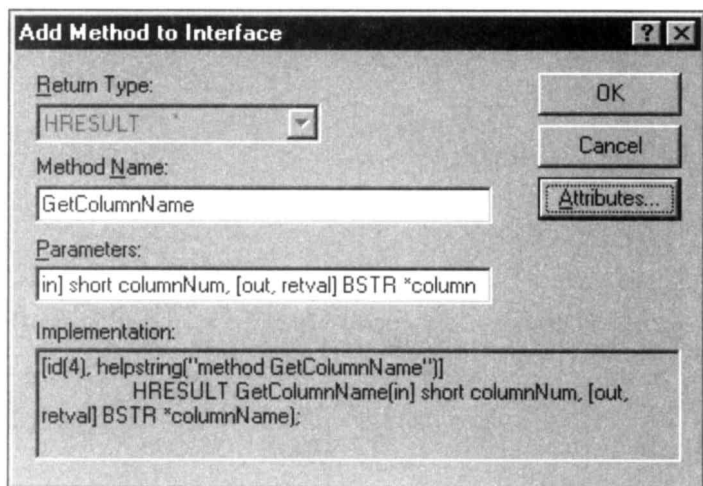 Add Method to Interface
Return Type:
HRESULT
OK
Method Name:
Cancel
GetColumnName
Attributes...
Parameters:
in] short columnNum, [out, retval] BSTR *column
Implementation:
[id(4), helpstring("method GetColumnName")]
HRESULT GetColumnName(in] short columnNum, [out,
retval] BSTR *columnName);